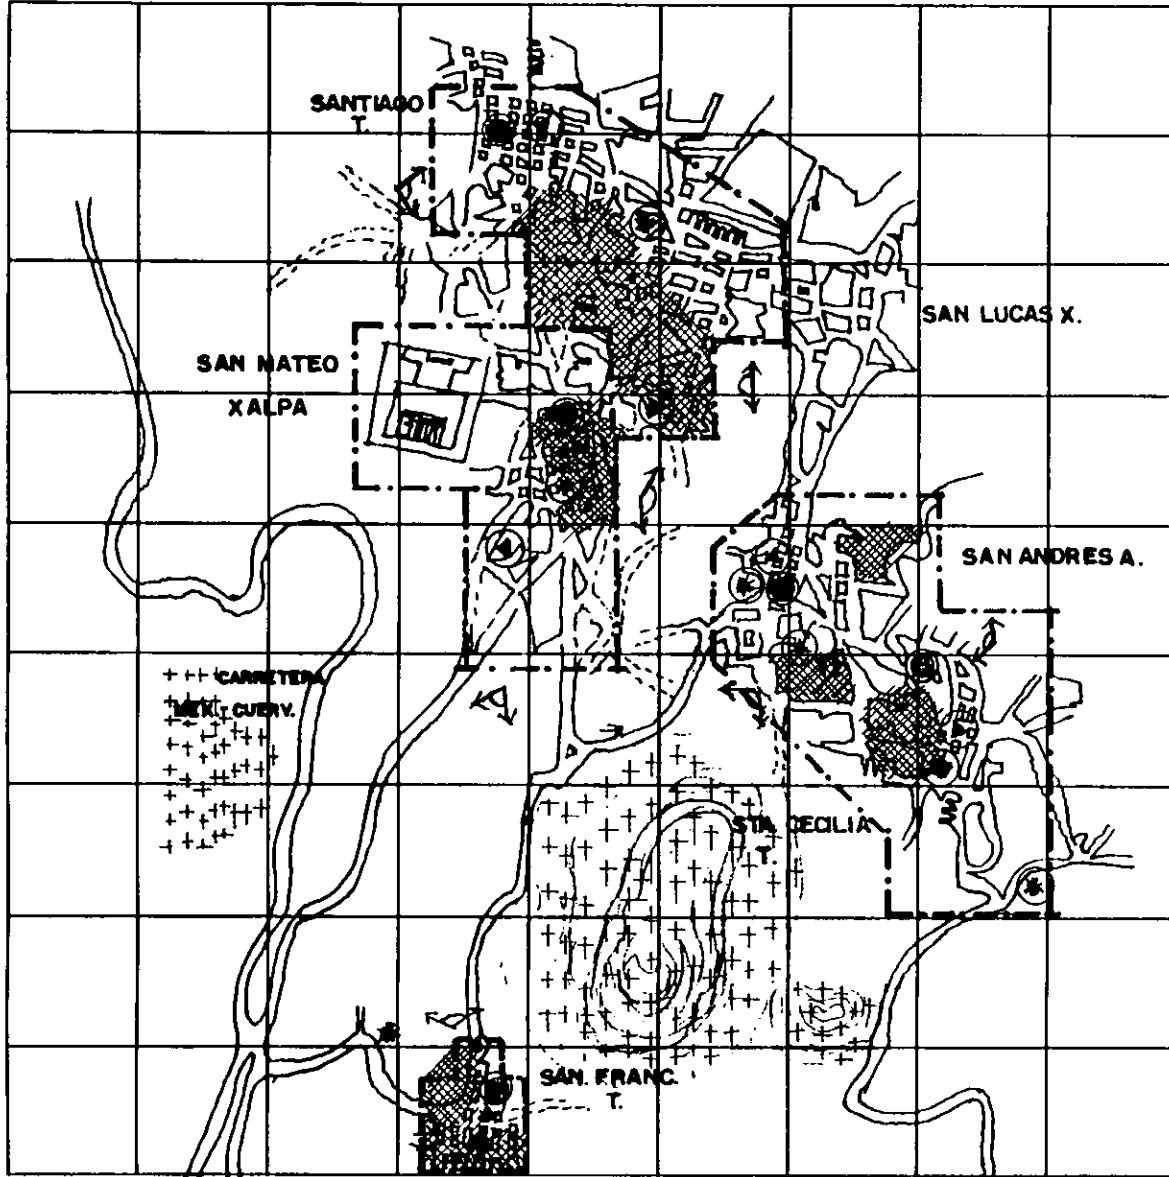 SANTIAGO
T.
SAN LUCAS X.
SAN MATEO
XALPA
SAN ANDRES A.
CARRETERA
MEX. CUERV.
STA. CECILIA
T.
SAN. FRANC.
T.